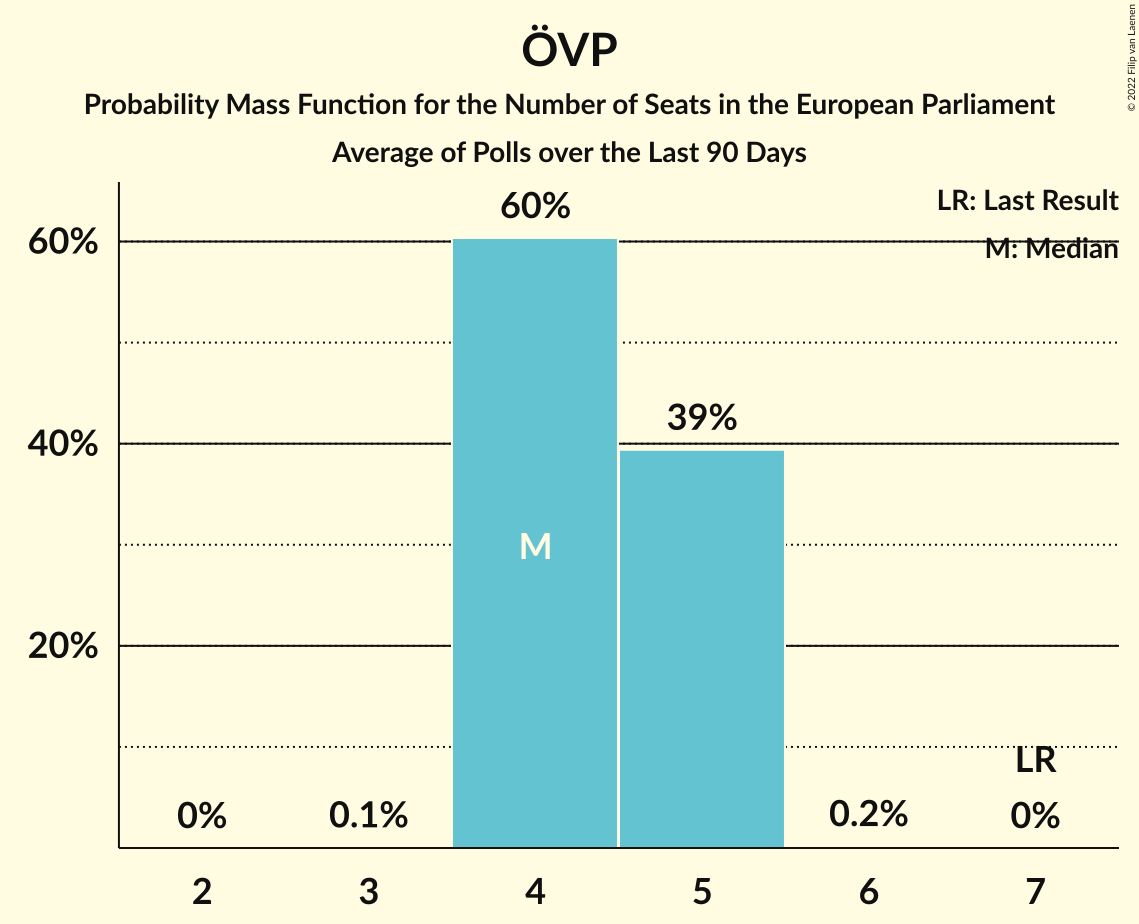 ÖVP
Probability Mass Function for the Number of Seats in the European Parliament
Average of Polls over the Last 90 Days
© 2022 Filip van Laenen
LR: Last Result
M: Median
60%
40%
20%
60%
39%
M
LR
0%
0.1%
0.2%
0%
2
3
4
5
6
7